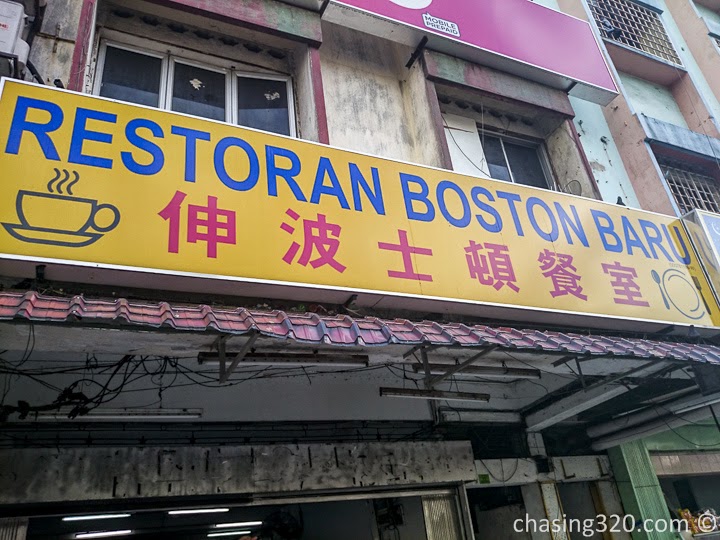 MOBILE
PREPAID
RESTORAN BOSTON BARU
伸波士頓餐室
chasing320.com ©